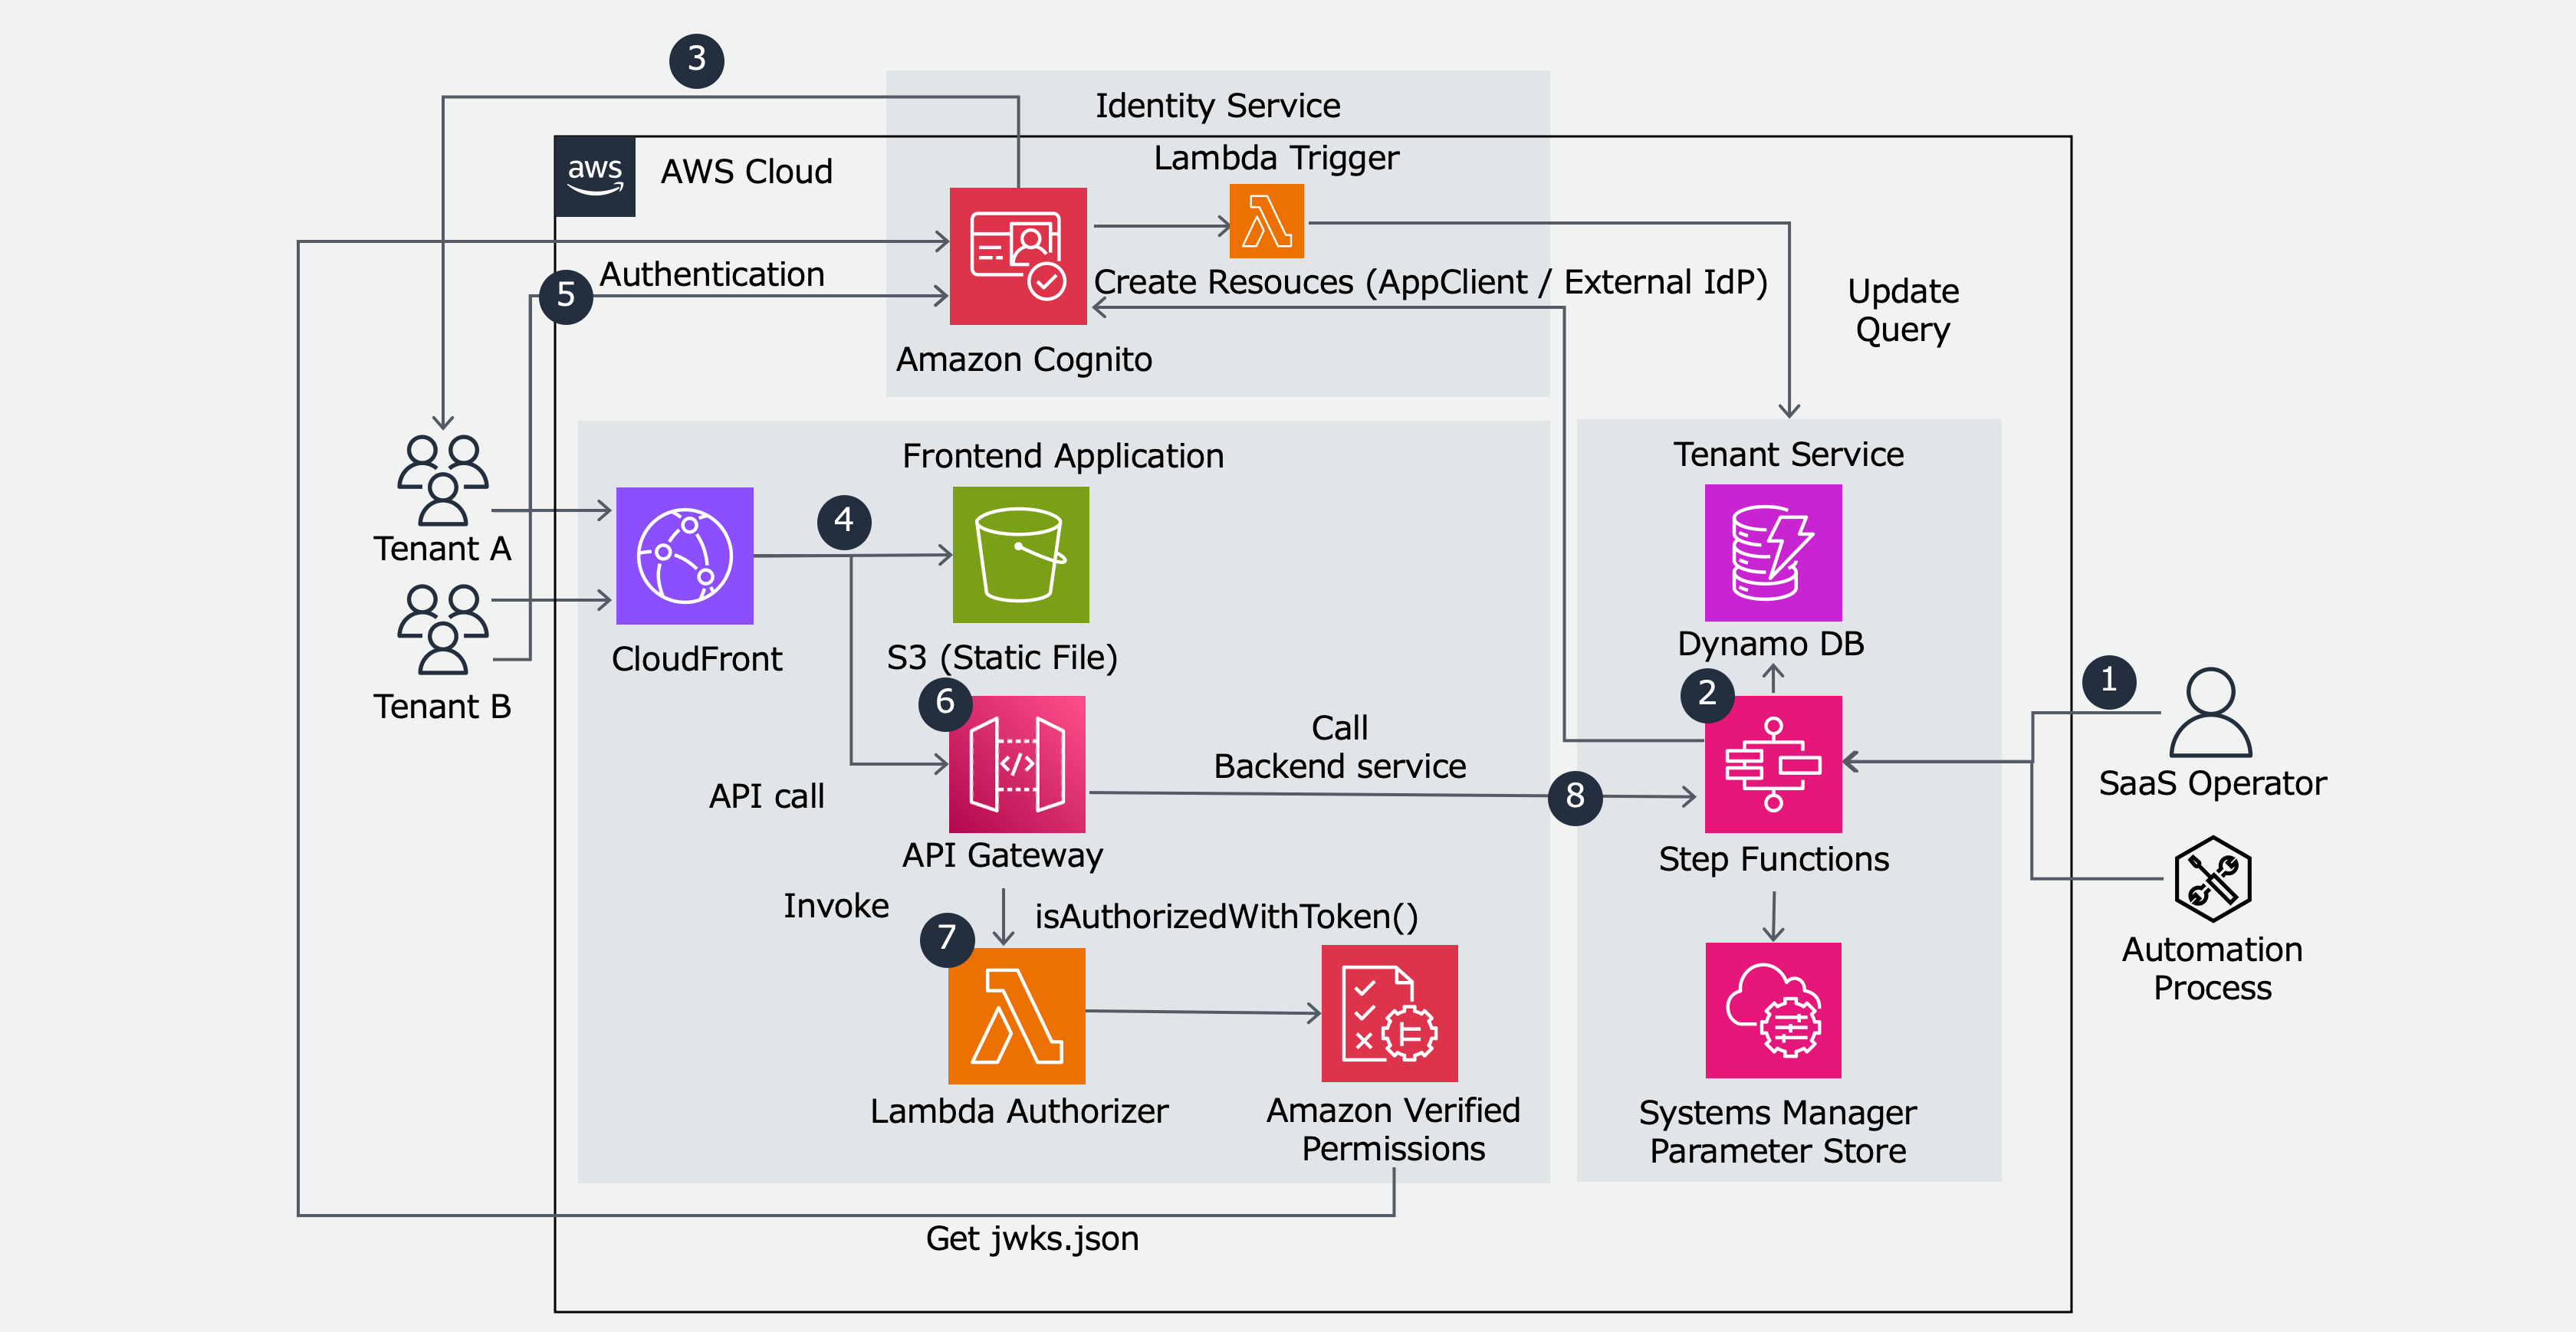 3
Identity Service
aws
AWS Cloud
Lambda Trigger
5
Authentication
Create Resouces (AppClient / External IdP)
Update
Query
Amazon Cognito
Frontend Application
Tenant Service
4
Tenant A
CloudFront
S3 (Static File)
Dynamo DB
Tenant B
6
2
1
Call
Backend service
8
API call
SaaS Operator
API Gateway
Step Functions
Invoke
isAuthorizedWithToken()
7
Automation
Process
Lambda Authorizer
Amazon Verified
Permissions
Systems Manager
Parameter Store
Get jwks.json